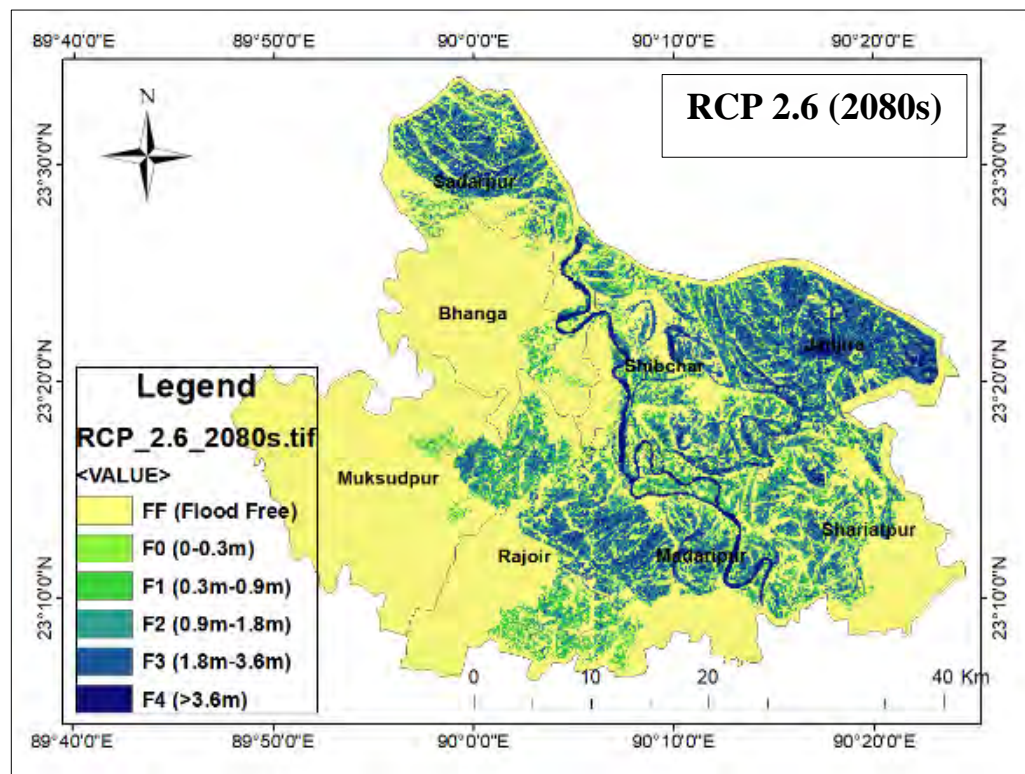 89°40'0"E 89°50'0"E 90°0'0"E 90°10'0"E 90°20'0"E
RCP 2.6 (2080s)
N
23°30'0"N 23°30'0"N
Sadarpur
Bhanga
Shibchar Janjira
23°20'0"N 23°20'0"N
Legend
RCP_2.6_2080s.tif
<VALUE>
FF (Flood Free)
F0 (0-0.3m)
F1 (0.3m-0.9m)
F2 (0.9m-1.8m)
F3 (1.8m-3.6m)
F4 (>3.6m)
Muksudpur
Shariatpur
Rajoir Madaripur
23°10'0"N 23°10'0"N
0 5 10 20 40 Km
89°40'0"E 89°50'0"E 90°0'0"E 90°10'0"E 90°20'0"E